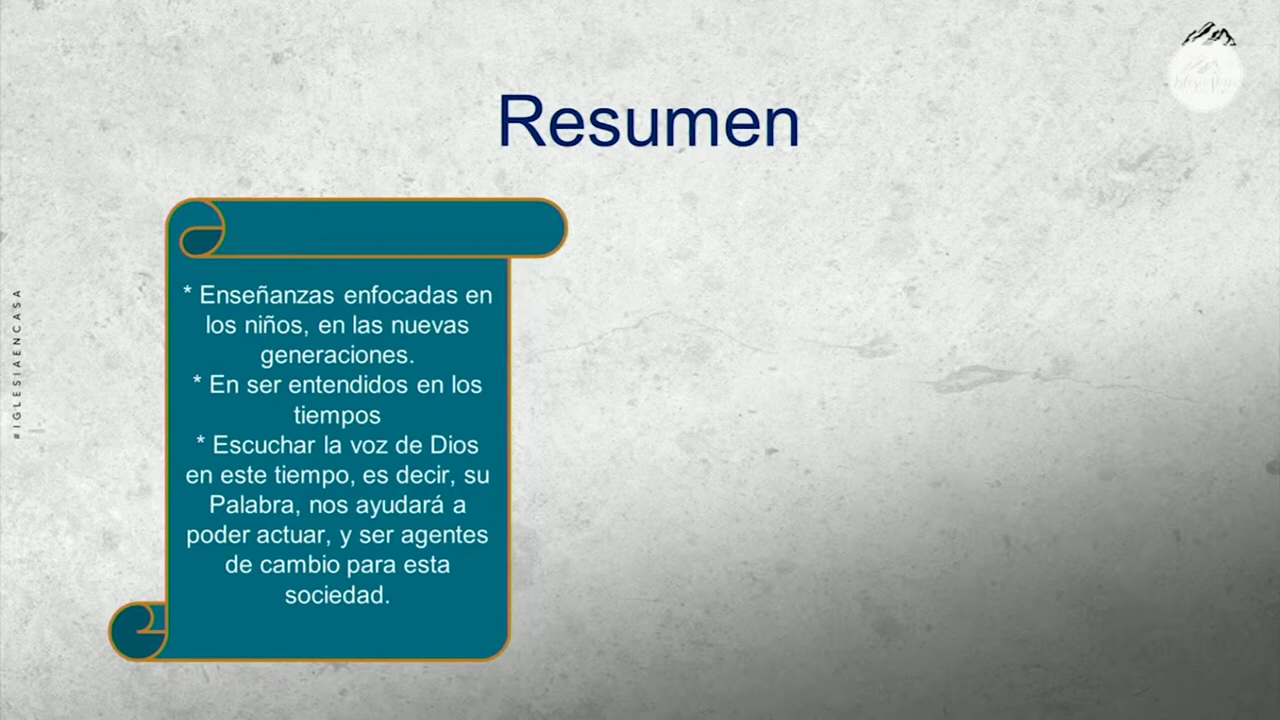 Resumen
* Enseñanzas enfocadas en
los niños, en las nuevas
generaciones.
* En ser entendidos en los
tiempos
* Escuchar la voz de Dios
en este tiempo, es decir, su
Palabra, nos ayudará a
poder actuar, y ser agentes
de cambio para esta
sociedad.
#IGLESIAENCASA